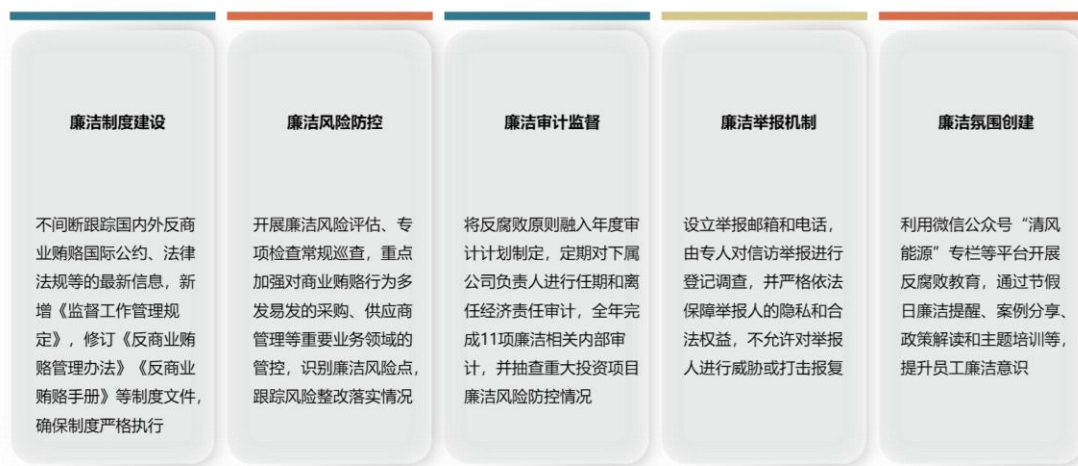 廉洁制度建设
不间断跟踪国内外反商
业贿赂国际公约、法律
法规等的最新信息，新
增《监督工作管理规
定》，修订《反商业贿
赂管理办法》《反商业
贿赂手册》等制度文件，
确保制度严格执行
廉洁风险防控
开展廉洁风险评估、专
项检查常规巡查，重点
加强对商业贿赂行为多
发易发的采购、供应商
管理等重要业务领域的
管控，识别廉洁风险点，
跟踪风险整改落实情况
廉洁审计监督
将反腐败原则融入年度审
计计划制定，定期对下属
公司负责人进行任期和离
任经济责任审计，全年完
成11项廉洁相关内部审
计，并抽查重大投资项目
廉洁风险防控情况
廉洁举报机制
设立举报邮箱和电话，
由专人对信访举报进行
登记调查，并严格依法
保障举报人的隐私和合
法权益，不允许对举报
人进行威胁或打击报复
廉洁氛围创建
利用微信公众号“清风
能源”专栏等平台开展
反腐败教育，通过节假
日廉洁提醒、案例分享、
政策解读和主题培训等，
提升员工廉洁意识